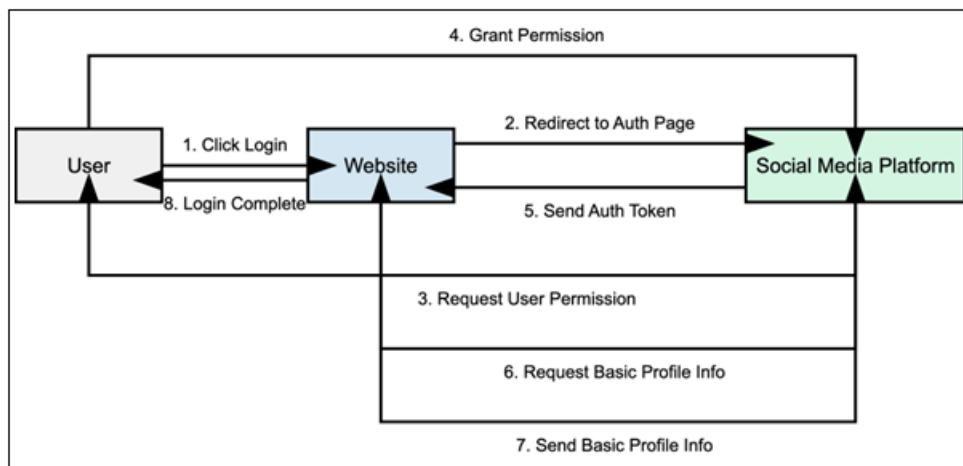 4. Grant Permission
1. Click Login
2. Redirect to Auth Page
User
Website
Social Media Platform
8. Login Complete
5. Send Auth Token
3. Request User Permission
6. Request Basic Profile Info
7. Send Basic Profile Info